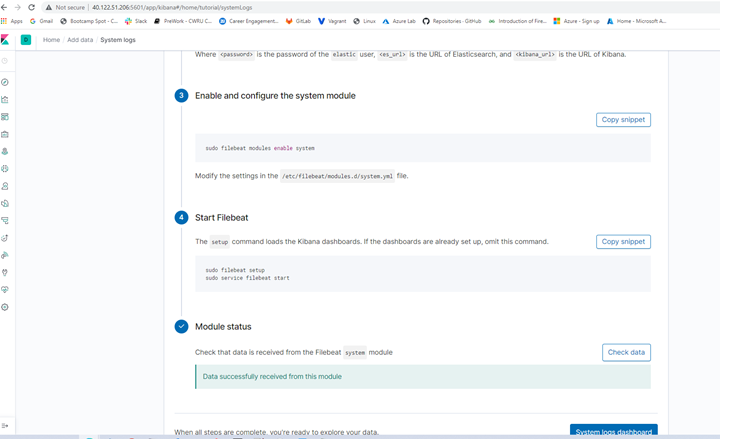 Not secure | 40.122.51.206:5601/app/kibana#/home/tutorial/systemLogs
Apps Gmail Bootcamp Spot - C... Slack PreWork - CWRU C... Career Engagement... GitLab Vagrant Linux Azure Lab Repositories · GitHub Introduction of Fire... Azure - Sign up Home - Microsoft A...
D Home / Add data / System logs
Where <password> is the password of the elastic user, <es_url> is the URL of Elasticsearch, and <kibana_url> is the URL of Kibana.
3 Enable and configure the system module
Copy snippet
sudo filebeat modules enable system
Modify the settings in the /etc/filebeat/modules.d/system.yml file.
4 Start Filebeat
The setup command loads the Kibana dashboards. If the dashboards are already set up, omit this command.
Copy snippet
sudo filebeat setup
sudo service filebeat start
Module status
Check that data is received from the Filebeat system module
Check data
Data successfully received from this module
When all steps are complete, you're ready to explore your data.
System logs dashboard